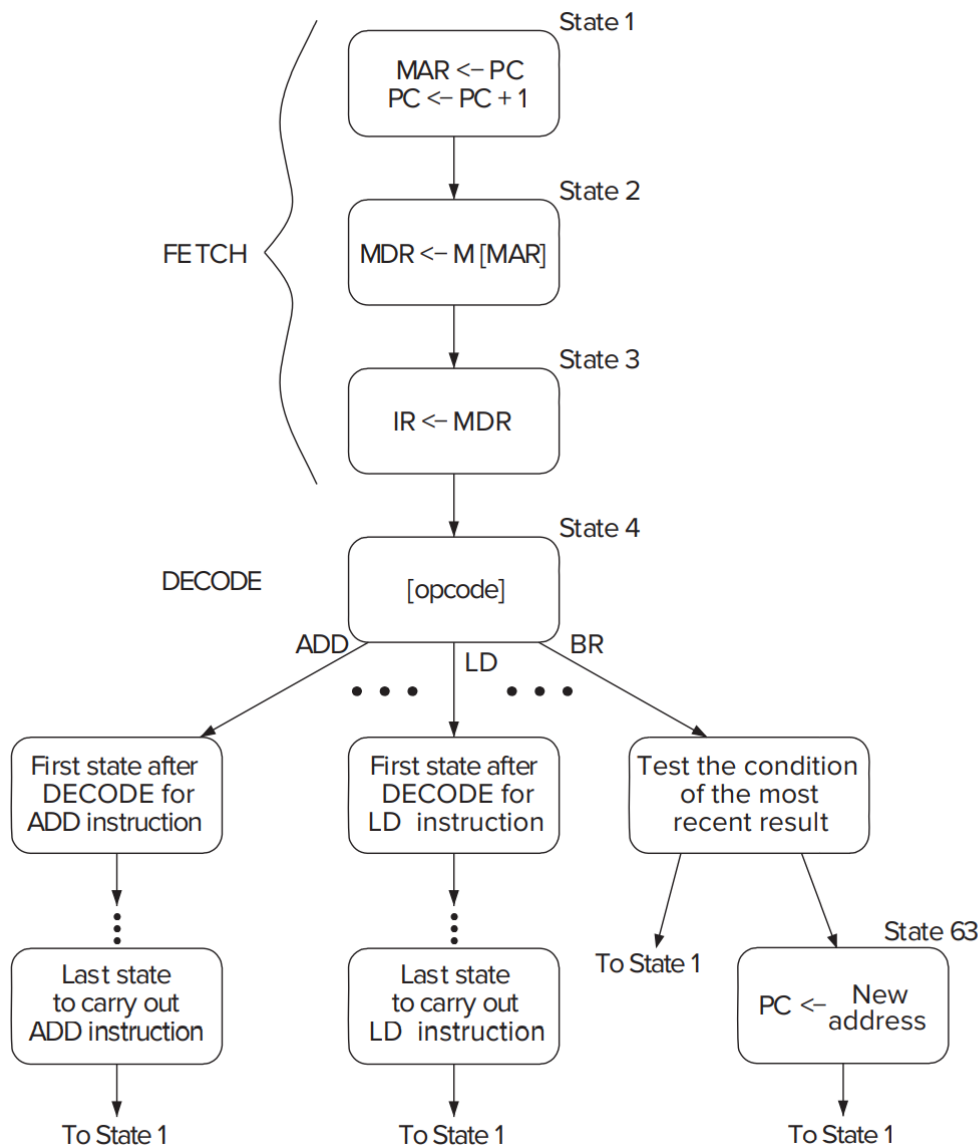 State 1
MAR <– PC
PC <– PC + 1
State 2
FETCH
MDR <– M [MAR]
State 3
IR <– MDR
State 4
DECODE
[opcode]
ADD
LD
BR
First state after
DECODE for
ADD instruction
First state after
DECODE for
LD instruction
Test the condition
of the most
recent result
To State 1
State 63
Last state
to carry out
ADD instruction
Last state
to carry out
LD instruction
PC <– New
address
To State 1
To State 1
To State 1